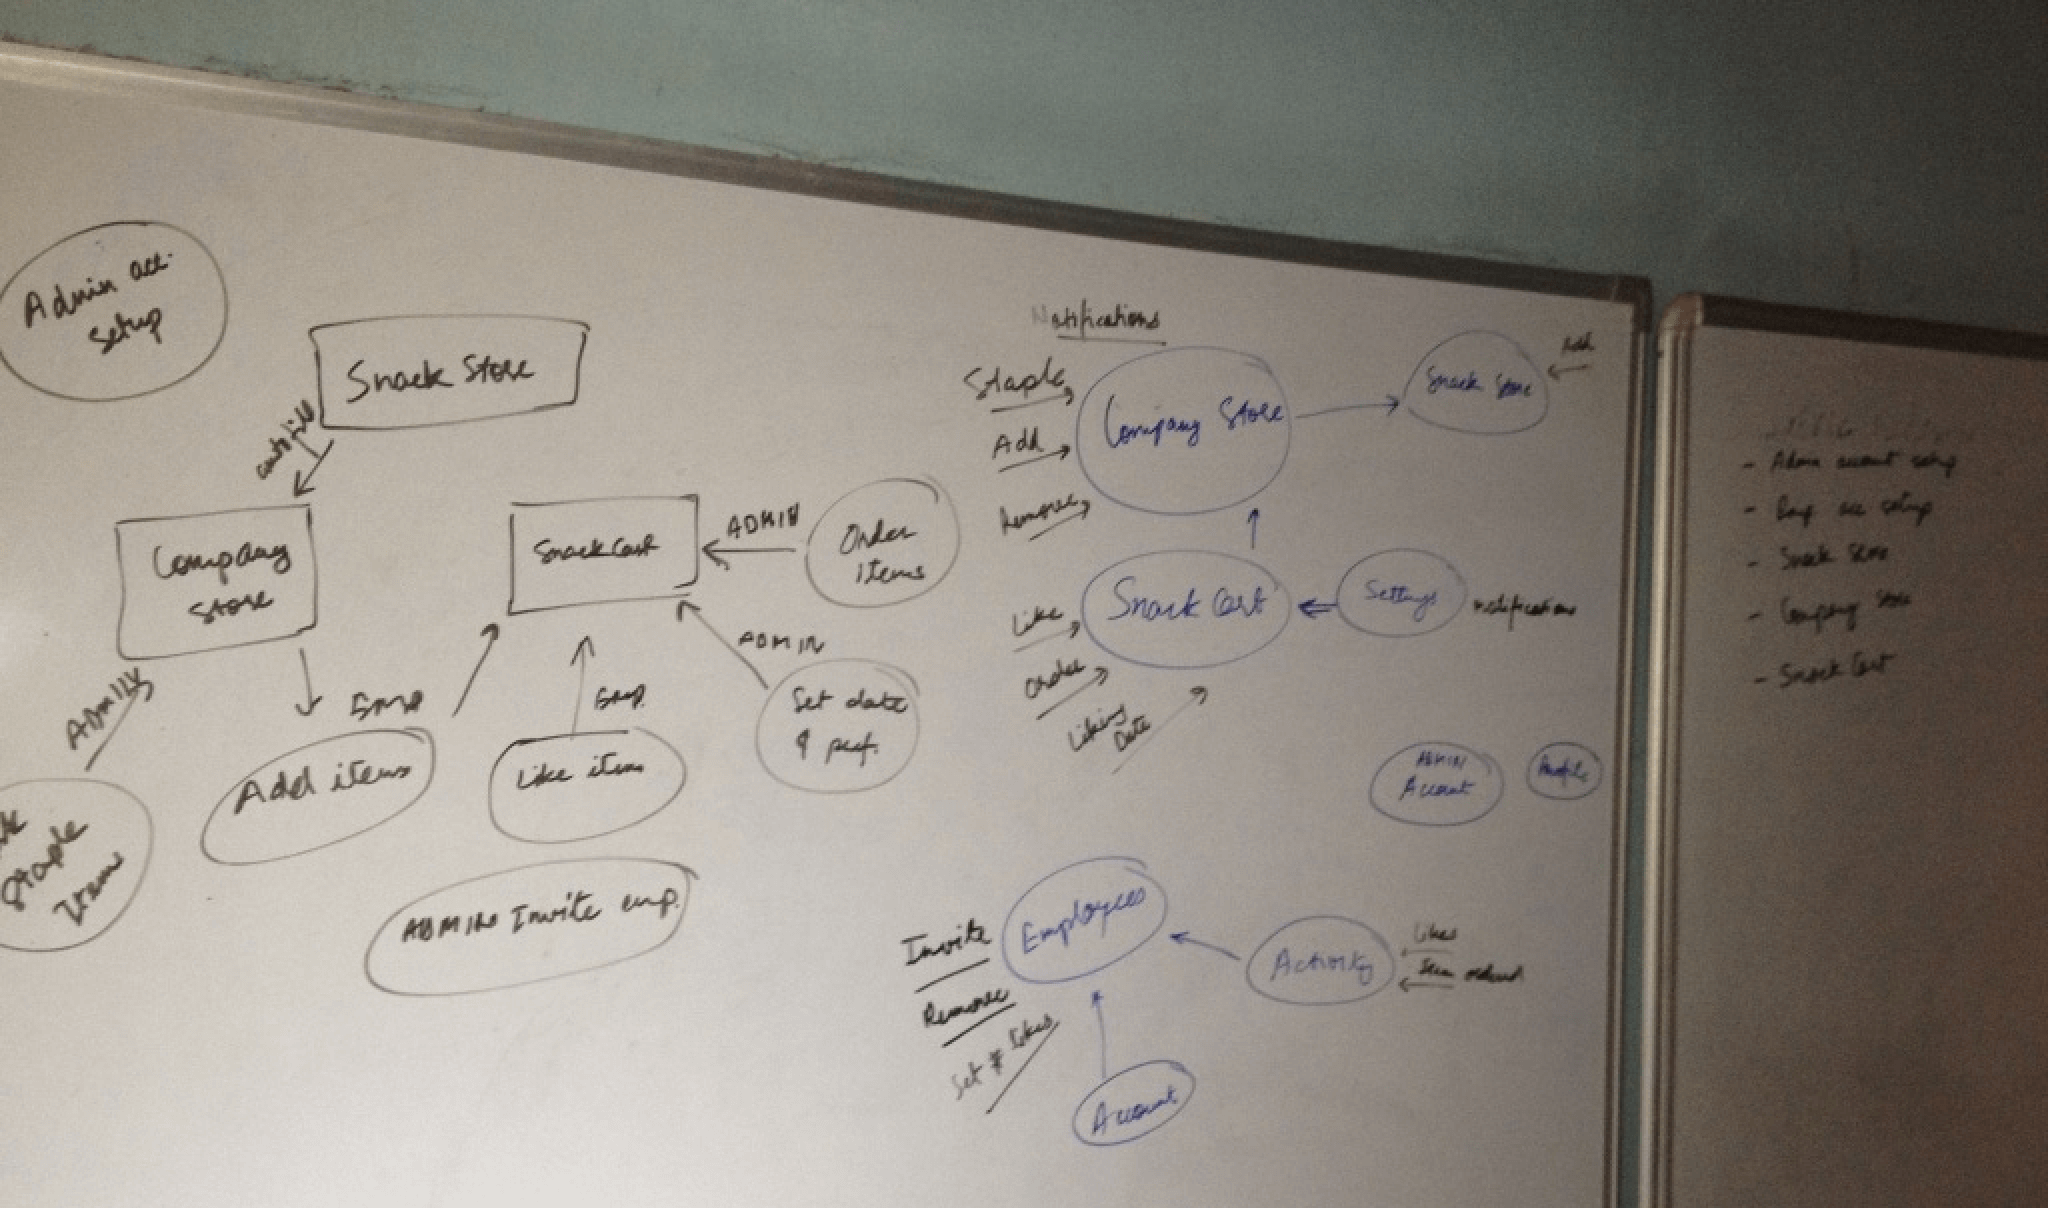 Admin acc.
setup
Snack Store
autofill
Company
Store
ADMIN
Staple
Items
EMP
Add items
Snack Cart
ADMIN
Order
items
ADMIN
Set date
& pref.
Emp.
Like item
ADMIN Invite emp.
Notifications
Staple
Add
Remove
Company Store
Snack Store
Add
Snack Cart
Like
Order
Liking
Date
Settings
notifications
ADMIN
Account
Profile
Employees
Invite
Remove
Set # likes
Activity
Likes
Item ordered
Account
- Admin account setup
- Emp acc setup
- Snack Store
- Company Store
- Snack Cart